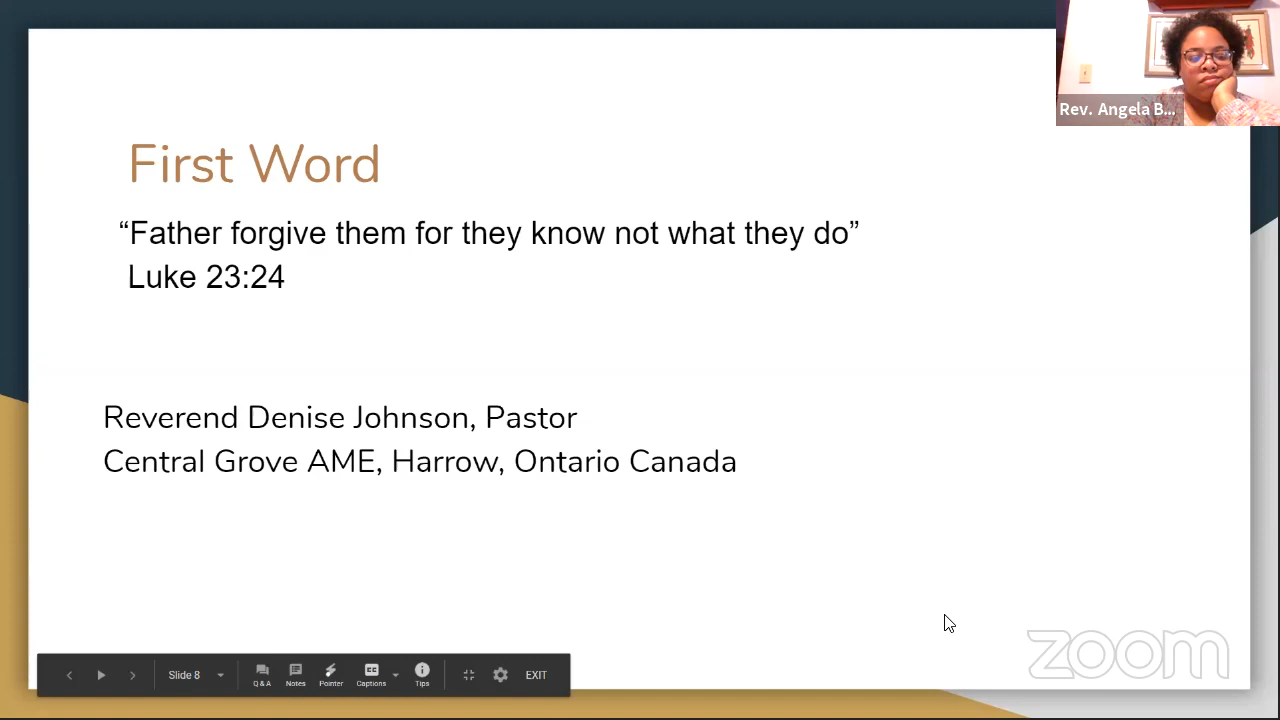 Rev. Angela B...
First Word
“Father forgive them for they know not what they do”
Luke 23:24
Reverend Denise Johnson, Pastor
Central Grove AME, Harrow, Ontario Canada
zoom
Slide 8
Q & A
Notes
Pointer
CC
Captions
Tips
EXIT